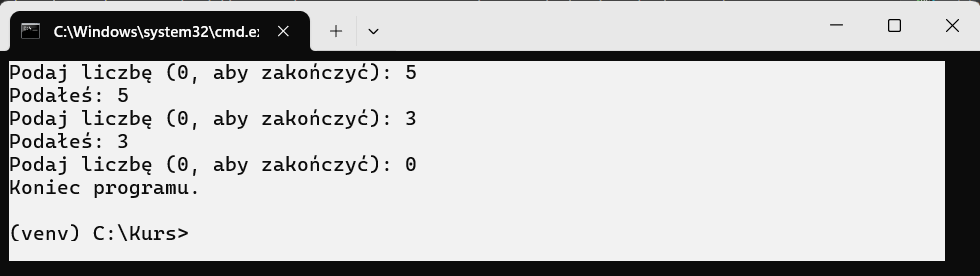 C:\Windows\system32\cmd.e
Podaj liczbę (0, aby zakończyć): 5
Podałeś: 5
Podaj liczbę (0, aby zakończyć): 3
Podałeś: 3
Podaj liczbę (0, aby zakończyć): 0
Koniec programu.
(venv) C:\Kurs>